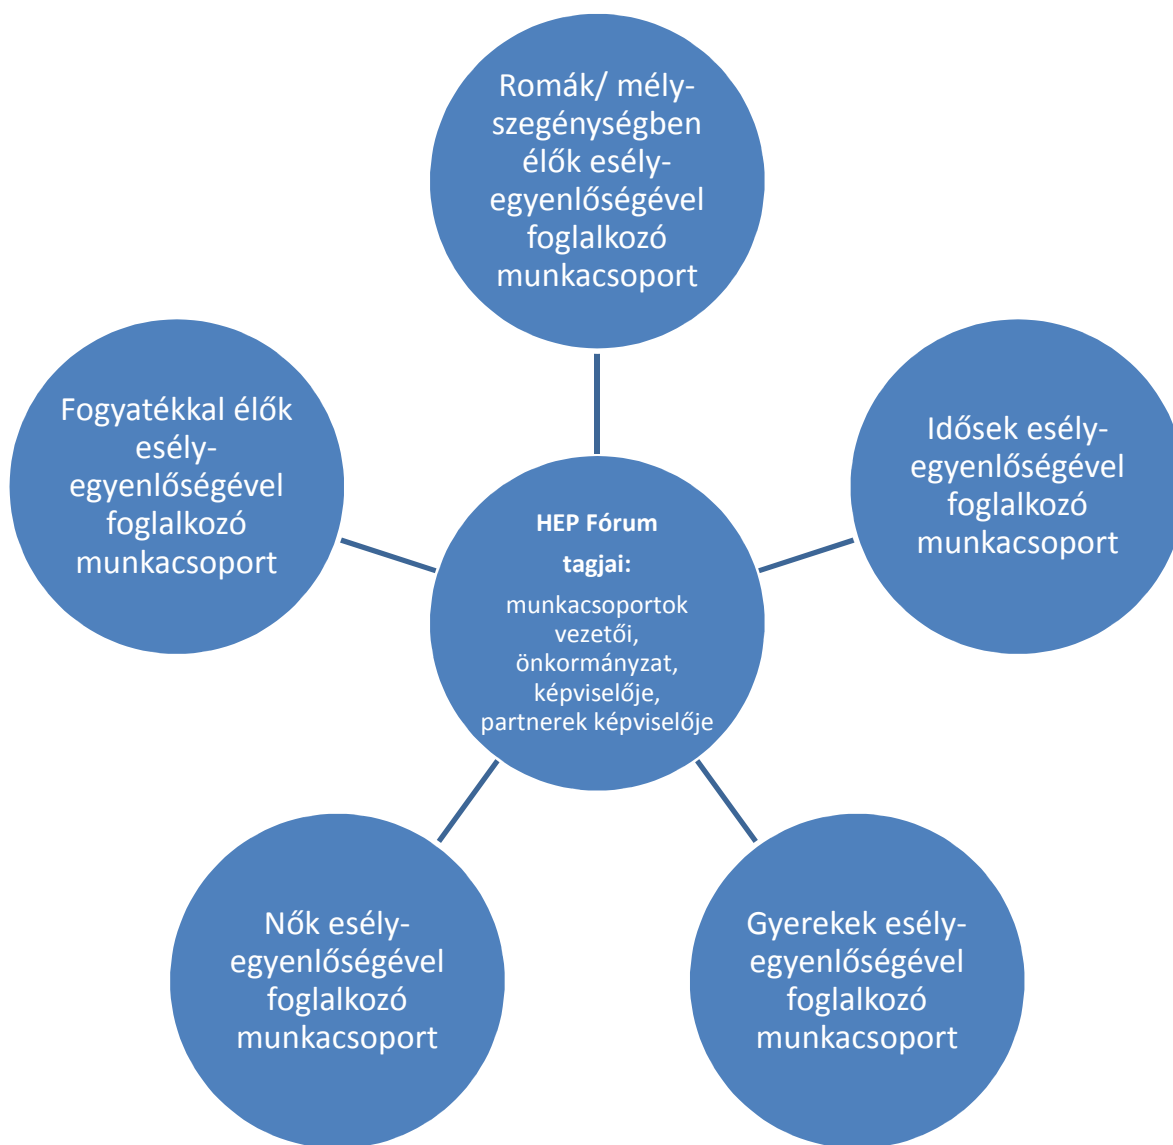 Romák/ mély-
szegénységben
élők esély-
egyenlőségével
foglalkozó
munkacsoport
Fogyatékkal élők
esély-
egyenlőségével
foglalkozó
munkacsoport
Idősek esély-
egyenlőségével
foglalkozó
munkacsoport
HEP Fórum
tagjai:
munkacsoportok
vezetői,
önkormányzat,
képviselője,
partnerek képviselője
Nők esély-
egyenlőségével
foglalkozó
munkacsoport
Gyerekek esély-
egyenlőségével
foglalkozó
munkacsoport